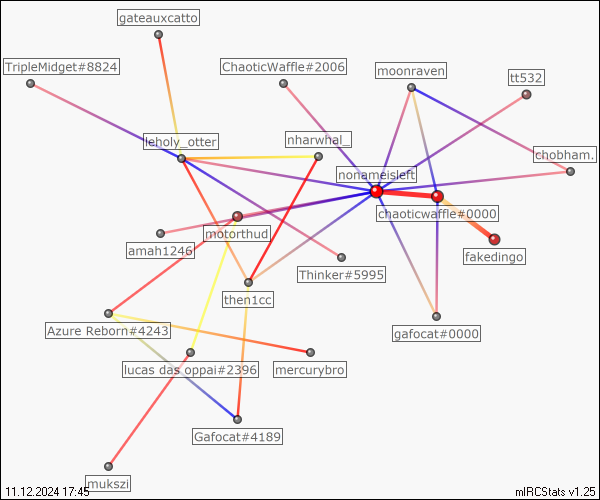 gateauxcatto
TripleMidget#8824
ChaoticWaffle#2006
moonraven
tt532
leholy_otter
nharwhal_
chobham.
nonameisleft
chaoticwaffle#0000
motorthud
amah1246
fakedingo
Thinker#5995
then1cc
Azure Reborn#4243
gafocat#0000
lucas das oppai#2396
mercurybro
Gafocat#4189
mukszi
11.12.2024 17:45
mIRCStats v1.25